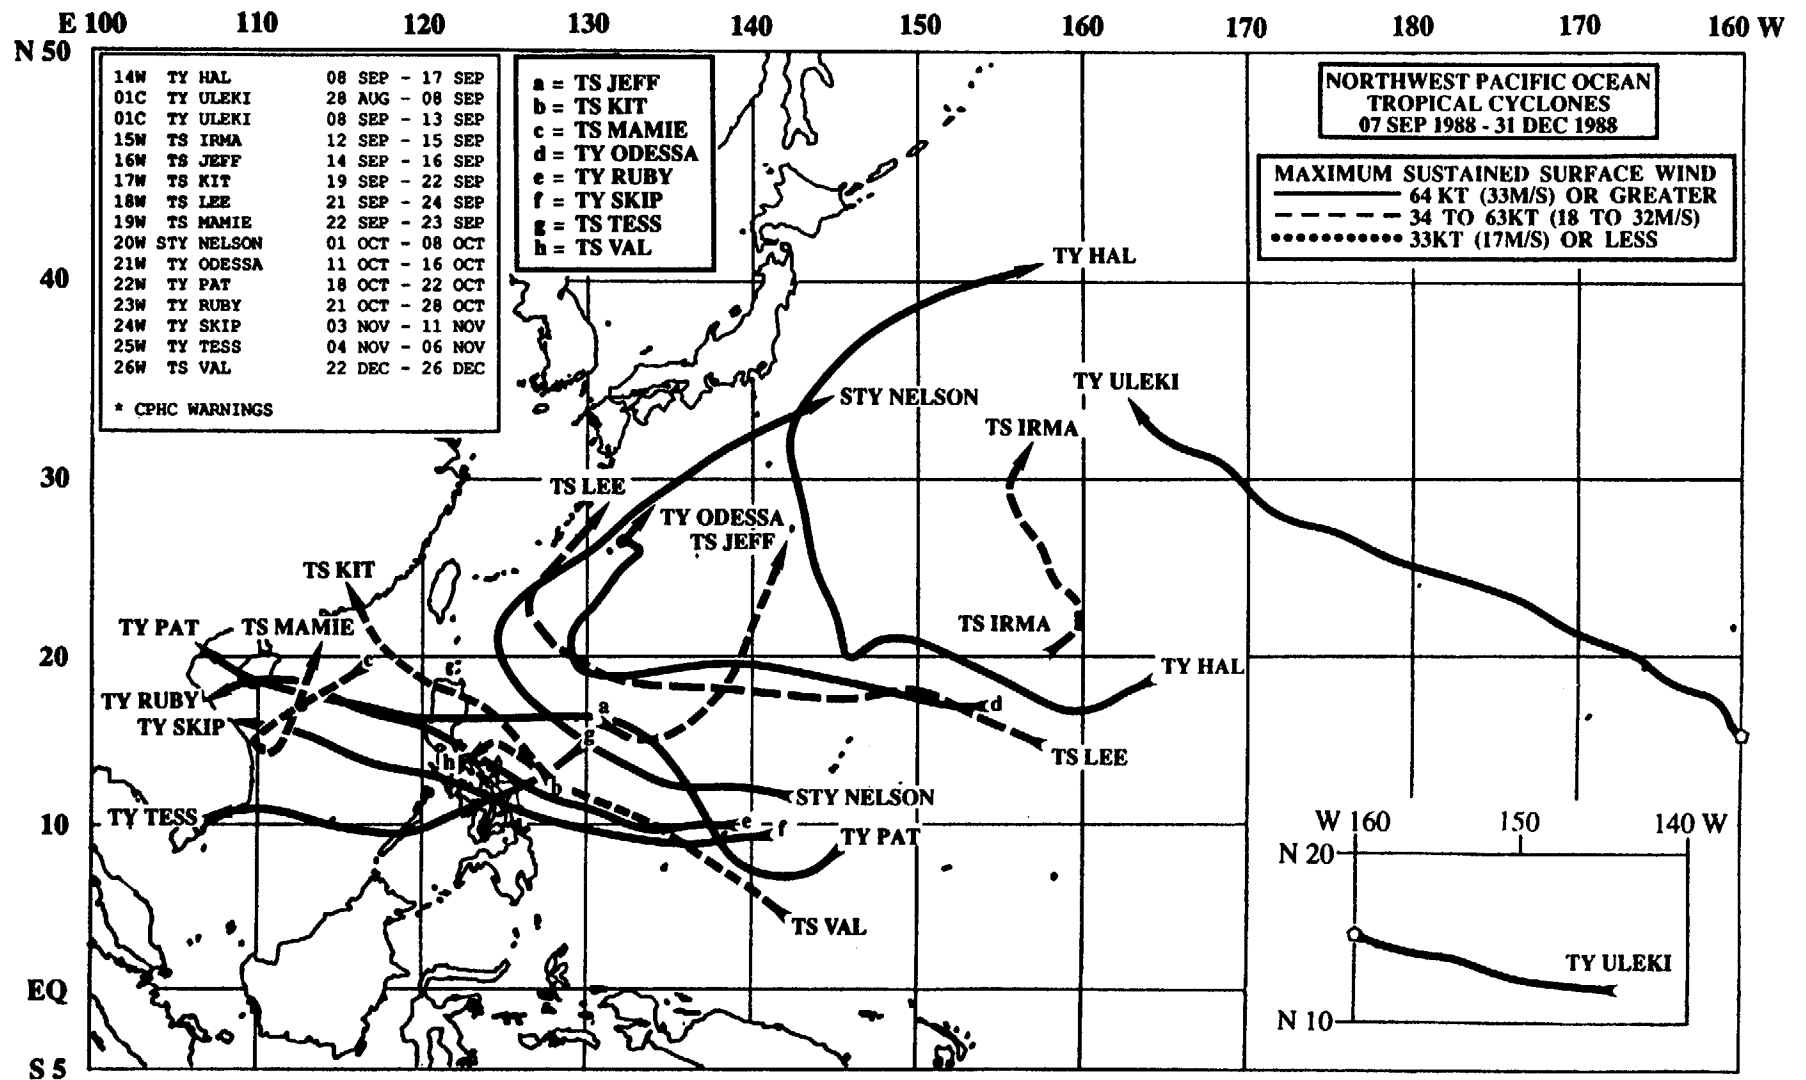 E 100 110 120 130 140 150 160 170 180 170 160 W
N 50
40
30
20
10
EQ
S 5
14W TY HAL 08 SEP - 17 SEP
01C TY ULEKI 28 AUG - 08 SEP
01C TY ULEKI 08 SEP - 13 SEP
15W TS IRMA 12 SEP - 15 SEP
16W TS JEFF 14 SEP - 16 SEP
17W TS KIT 19 SEP - 22 SEP
18W TS LEE 21 SEP - 24 SEP
19W TS MAMIE 22 SEP - 23 SEP
20W STY NELSON 01 OCT - 08 OCT
21W TY ODESSA 11 OCT - 16 OCT
22W TY PAT 18 OCT - 22 OCT
23W TY RUBY 21 OCT - 28 OCT
24W TY SKIP 03 NOV - 11 NOV
25W TY TESS 04 NOV - 06 NOV
26W TS VAL 22 DEC - 26 DEC
* CPHC WARNINGS
a = TS JEFF
b = TS KIT
c = TS MAMIE
d = TY ODESSA
e = TY RUBY
f = TY SKIP
g = TS TESS
h = TS VAL
NORTHWEST PACIFIC OCEAN
TROPICAL CYCLONES
07 SEP 1988 - 31 DEC 1988
MAXIMUM SUSTAINED SURFACE WIND
64 KT (33M/S) OR GREATER
34 TO 63KT (18 TO 32M/S)
33KT (17M/S) OR LESS
TY HAL
TY ULEKI
STY NELSON
TS IRMA
TS LEE
TY ODESSA
TS JEFF
TS KIT
TY PAT
TS MAMIE
TS IRMA
c
g
TY HAL
TY RUBY
a
d
TY SKIP
g
TS LEE
h
b
STY NELSON
TY TESS
e
f
TY PAT
TS VAL
W 160 150 140 W
N 20
TY ULEKI
N 10